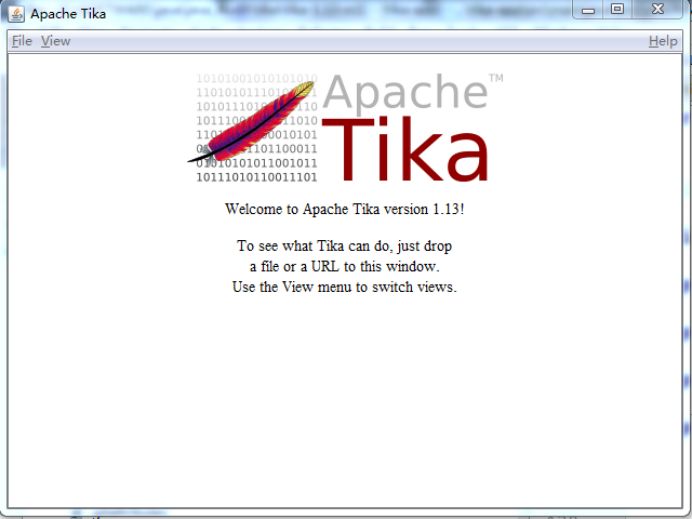 Apache Tika
File View Help
Apache™
Tika
Welcome to Apache Tika version 1.13!
To see what Tika can do, just drop
a file or a URL to this window.
Use the View menu to switch views.